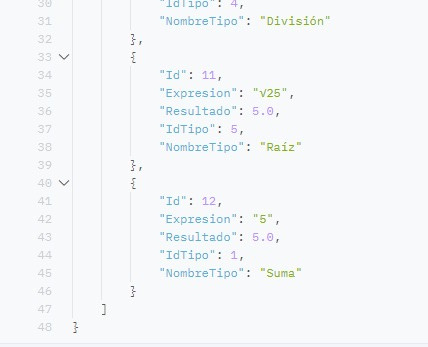 30 "IdTipo": 4,
31 "NombreTipo": "División"
32 },
33 {
34 "Id": 11,
35 "Expresion": "v25",
36 "Resultado": 5.0,
37 "IdTipo": 5,
38 "NombreTipo": "Raíz"
39 },
40 {
41 "Id": 12,
42 "Expresion": "5",
43 "Resultado": 5.0,
44 "IdTipo": 1,
45 "NombreTipo": "Suma"
46 }
47 ]
48 }